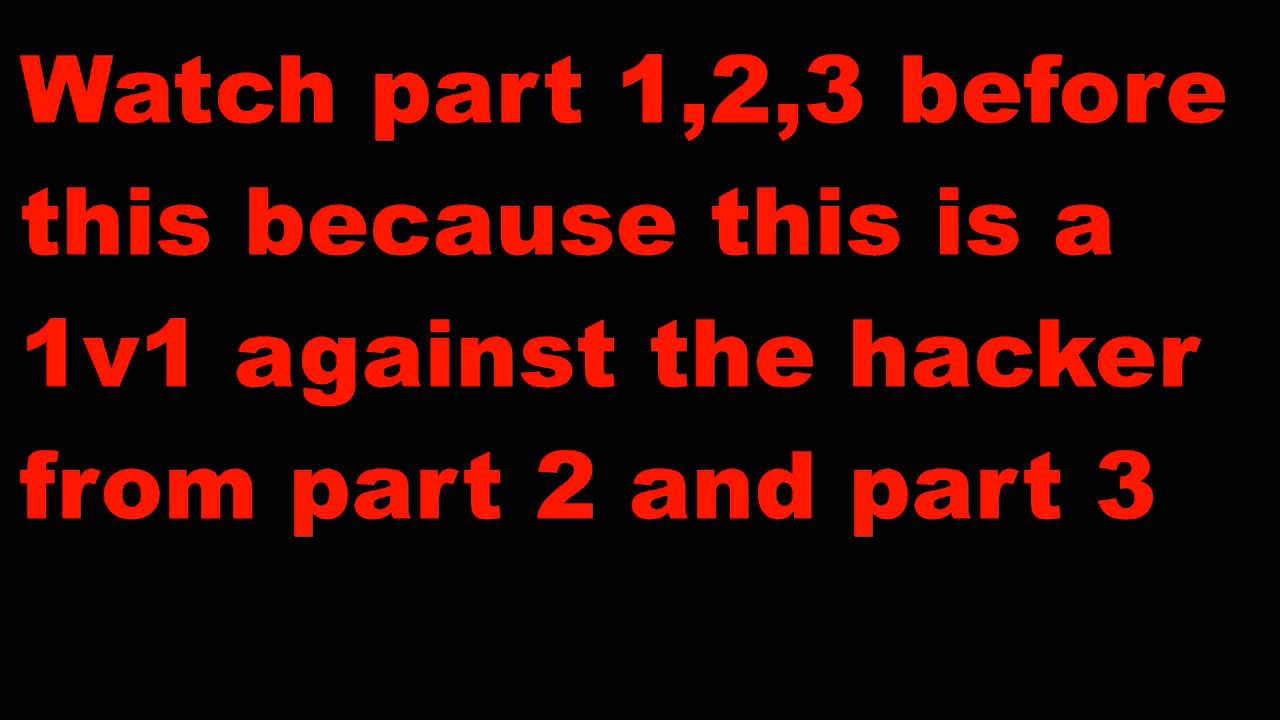 Watch part 1,2,3 before
this because this is a
1v1 against the hacker
from part 2 and part 3